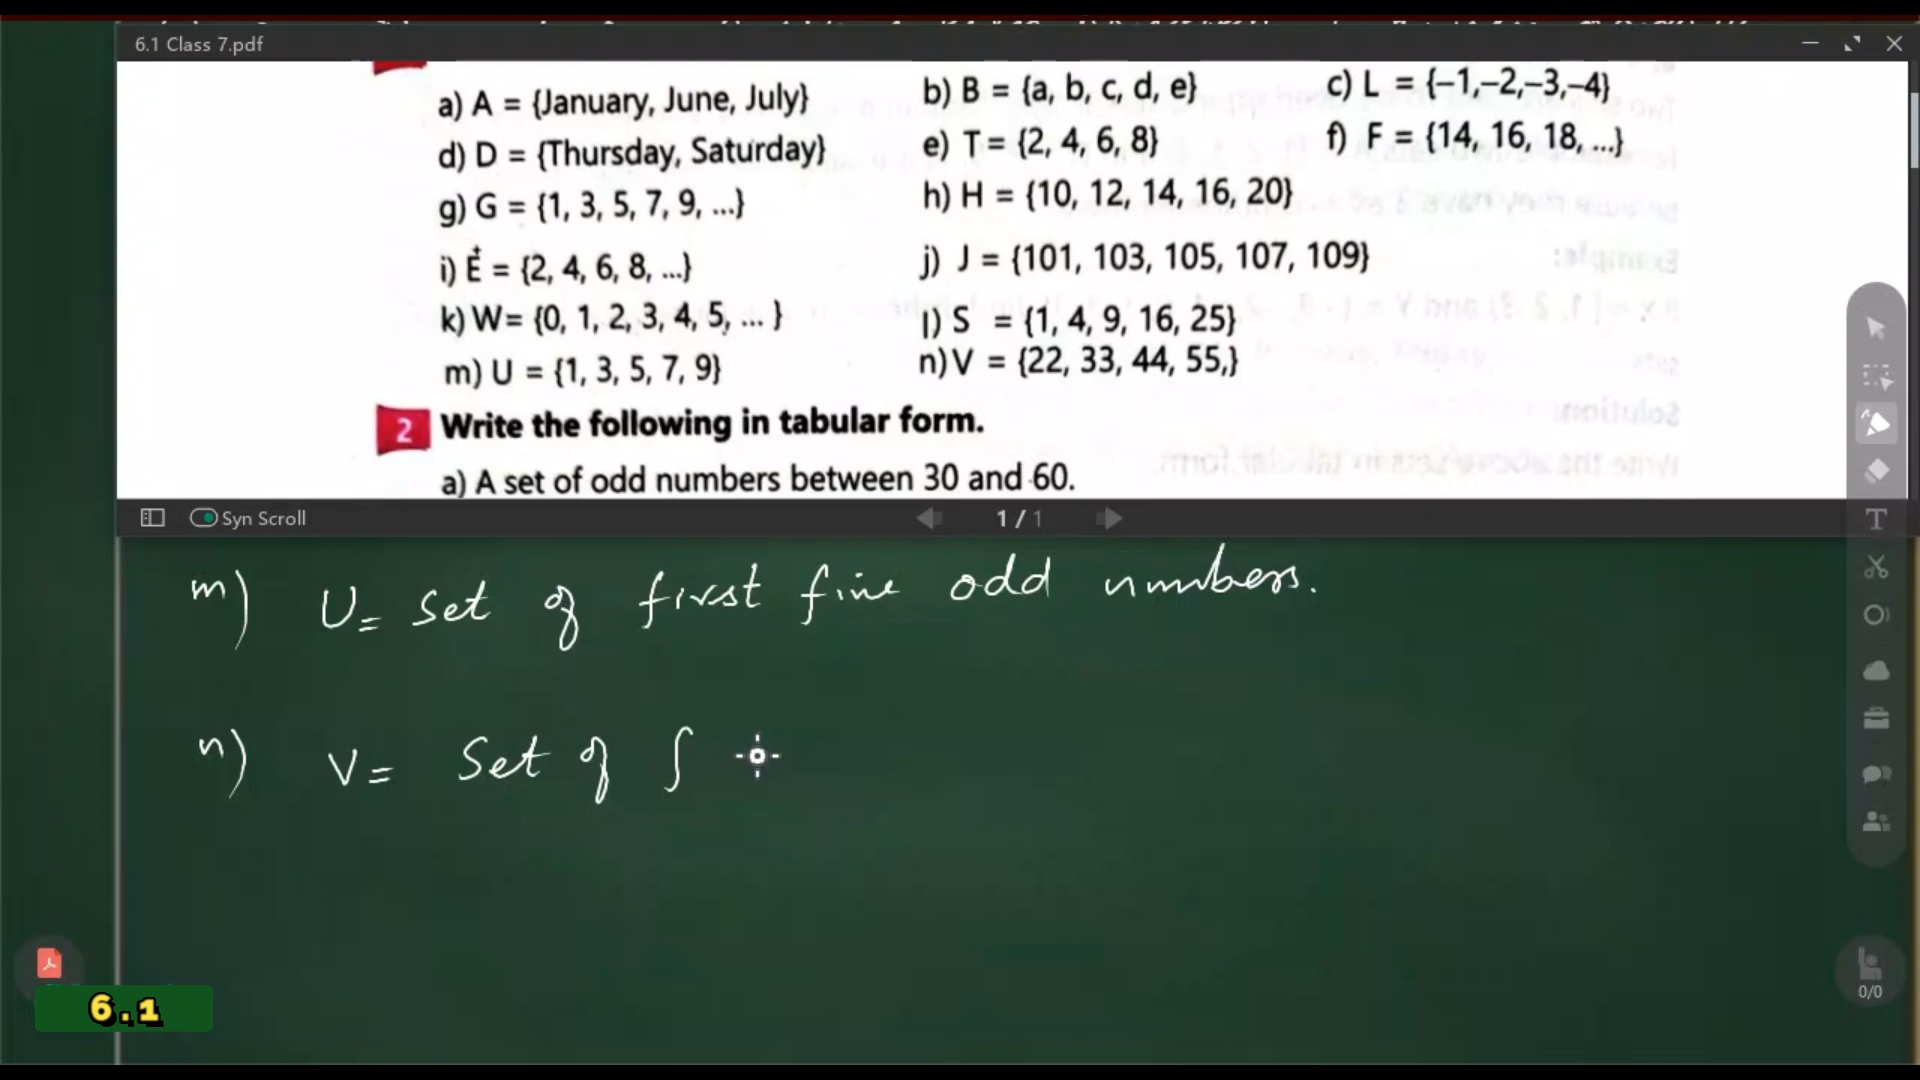 6.1 Class 7.pdf
a) A = {January, June, July} b) B = {a, b, c, d, e} c) L = {–1,–2,–3,–4}
d) D = {Thursday, Saturday} e) T = {2, 4, 6, 8} f) F = {14, 16, 18, ...}
g) G = {1, 3, 5, 7, 9, ...} h) H = {10, 12, 14, 16, 20}
i) E = {2, 4, 6, 8, ...} j) J = {101, 103, 105, 107, 109}
k) W= {0, 1, 2, 3, 4, 5, ... } l) S = {1, 4, 9, 16, 25}
m) U = {1, 3, 5, 7, 9} n) V = {22, 33, 44, 55,}
2 Write the following in tabular form.
a) A set of odd numbers between 30 and 60.
Syn Scroll 1 / 1
m) U= Set of first five odd numbers.
n) V= Set of
6.1
0/0